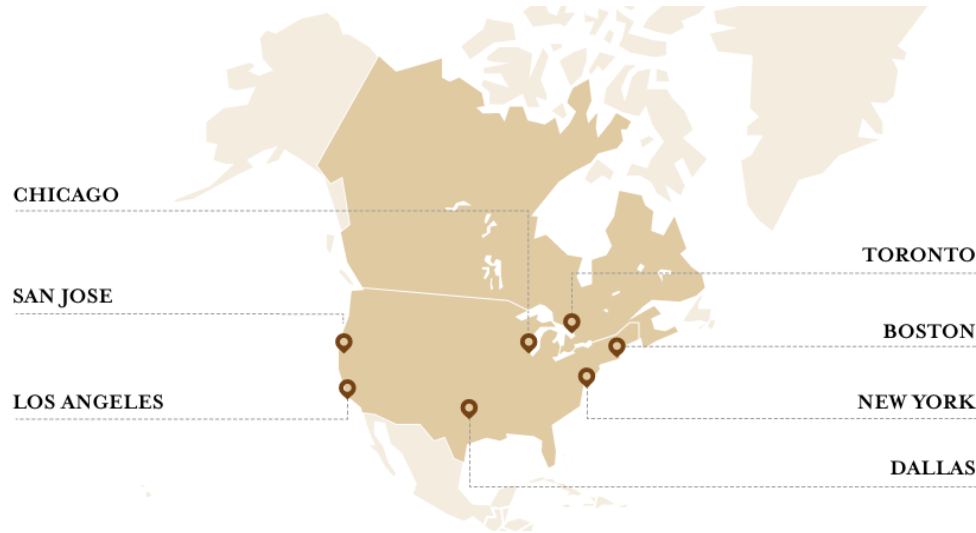 CHICAGO
TORONTO
SAN JOSE
BOSTON
LOS ANGELES
NEW YORK
DALLAS